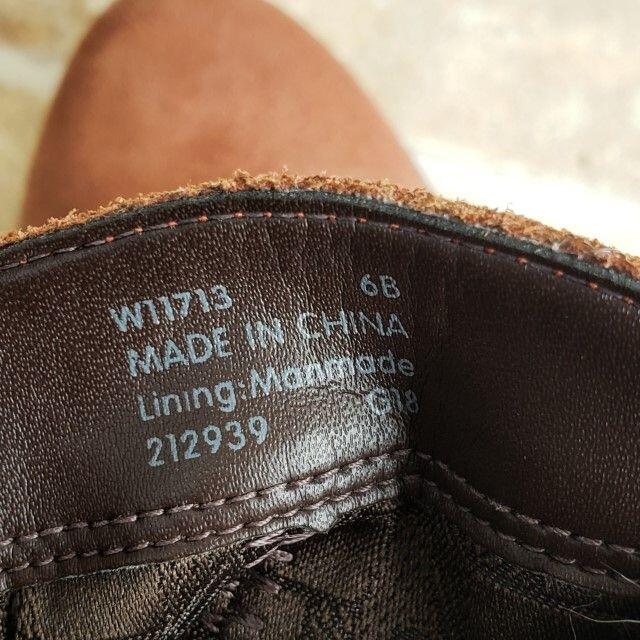 W11713 6B
MADE IN CHINA
Lining:Manmade
G18
212939